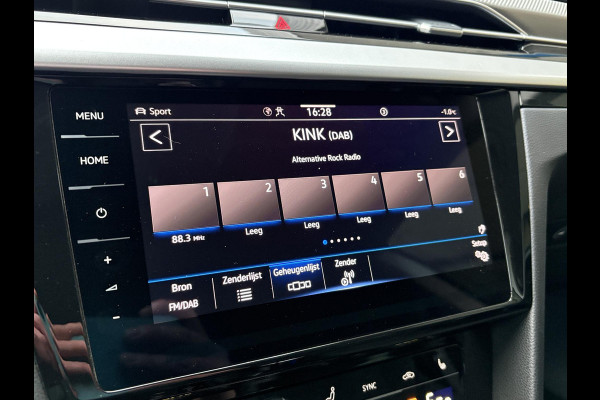 MENU
HOME
+
-
Sport
16:28
-1.0°C
<
KINK (DAB)
>
Alternative Rock Radio
1
2
3
4
5
6
88.3 MHz
Leeg
Leeg
Leeg
Leeg
Leeg
Bron
FM/DAB
Zenderlijst
Geheugenlijst
Zender
Setup
SYNC